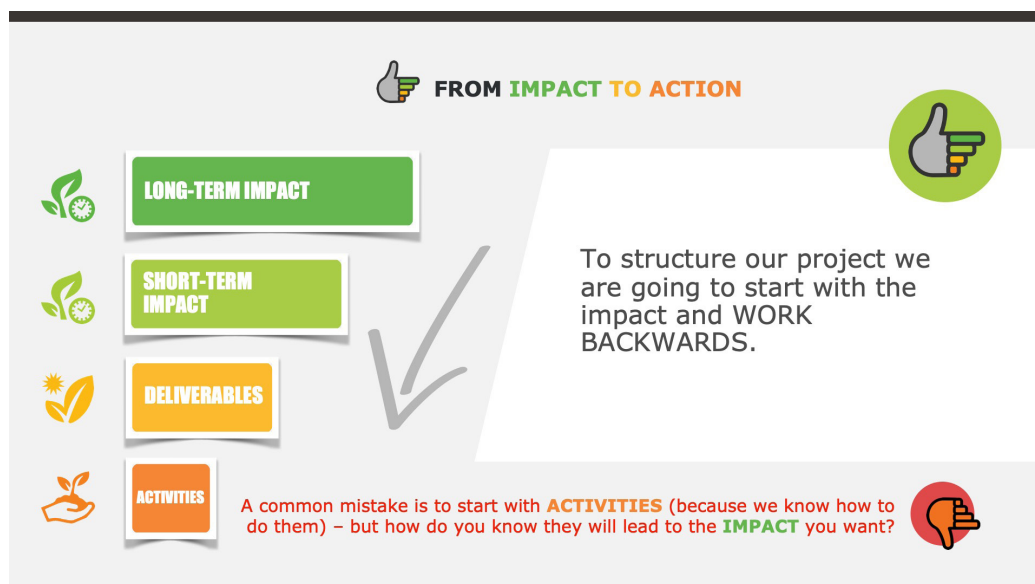 FROM IMPACT TO ACTION
LONG-TERM IMPACT
SHORT-TERM
IMPACT
DELIVERABLES
ACTIVITIES
To structure our project we
are going to start with the
impact and WORK
BACKWARDS.
A common mistake is to start with ACTIVITIES (because we know how to
do them) – but how do you know they will lead to the IMPACT you want?